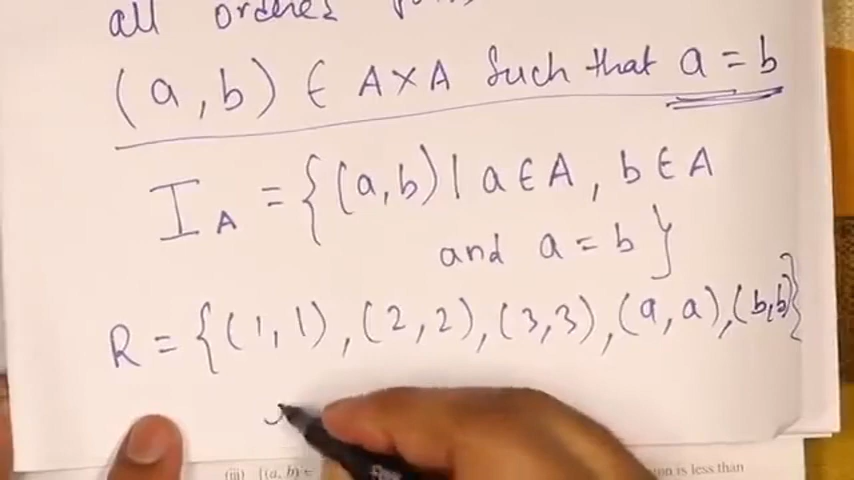 all ordered
(a, b) ∈ A×A Such that a = b
I_A = {(a,b) | a ∈ A, b ∈ A
and a = b}
R = {(1,1), (2,2), (3,3), (a,a), (b,b)}
(iii) {(a, b) ∈
is less than